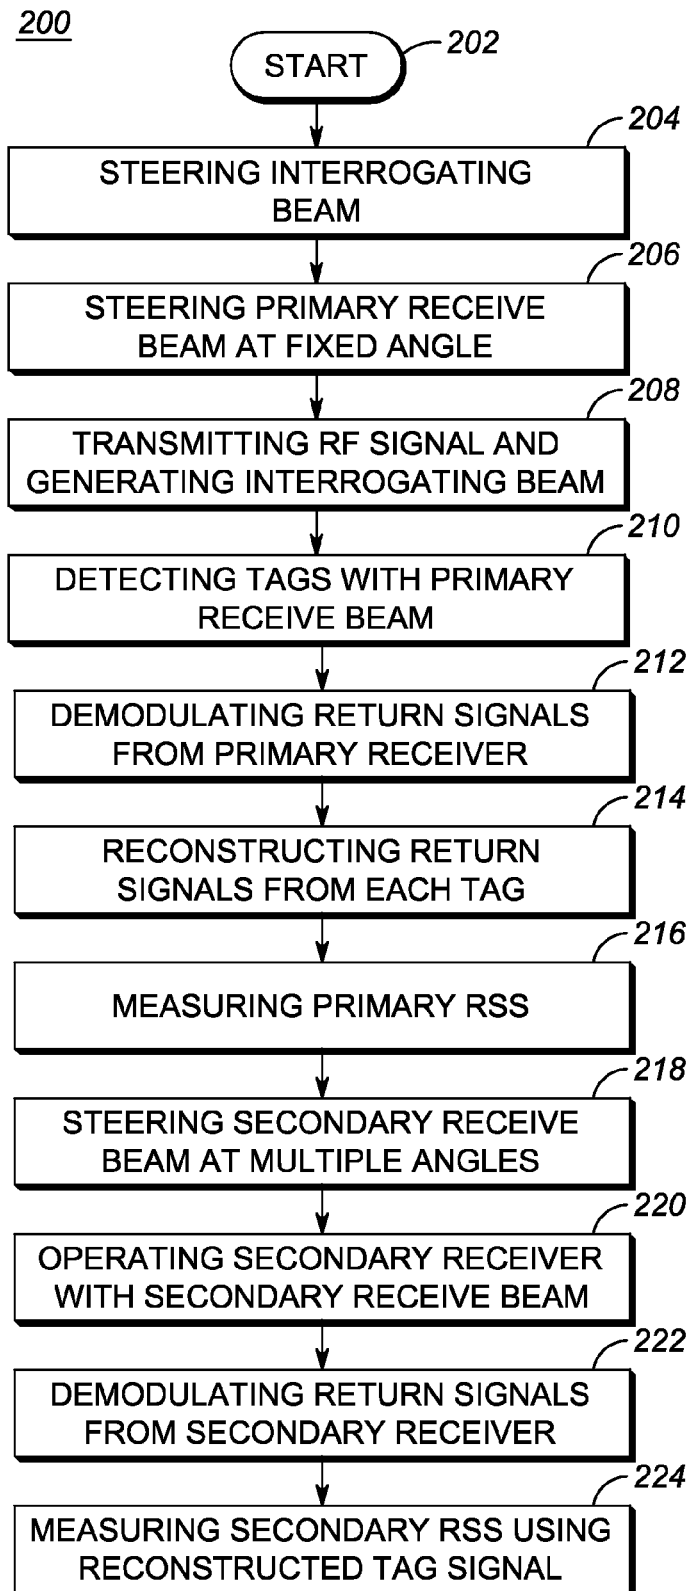 200
START
202
204
STEERING INTERROGATING
BEAM
206
STEERING PRIMARY RECEIVE
BEAM AT FIXED ANGLE
208
TRANSMITTING RF SIGNAL AND
GENERATING INTERROGATING BEAM
210
DETECTING TAGS WITH PRIMARY
RECEIVE BEAM
212
DEMODULATING RETURN SIGNALS
FROM PRIMARY RECEIVER
214
RECONSTRUCTING RETURN
SIGNALS FROM EACH TAG
216
MEASURING PRIMARY RSS
218
STEERING SECONDARY RECEIVE
BEAM AT MULTIPLE ANGLES
220
OPERATING SECONDARY RECEIVER
WITH SECONDARY RECEIVE BEAM
222
DEMODULATING RETURN SIGNALS
FROM SECONDARY RECEIVER
224
MEASURING SECONDARY RSS USING
RECONSTRUCTED TAG SIGNAL